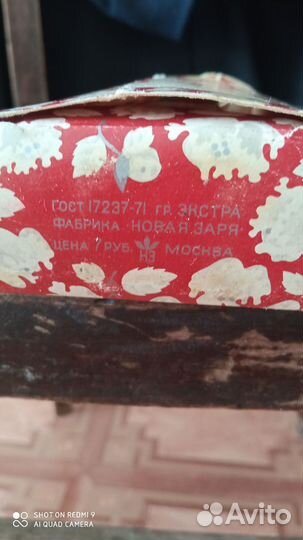 ГОСТ 17237-71 ГР. ЭКСТРА
ФАБРИКА "НОВАЯ ЗАРЯ"
ЦЕНА 7 РУБ. НЗ МОСКВА
SHOT ON REDMI 9
AI QUAD CAMERA
Avito